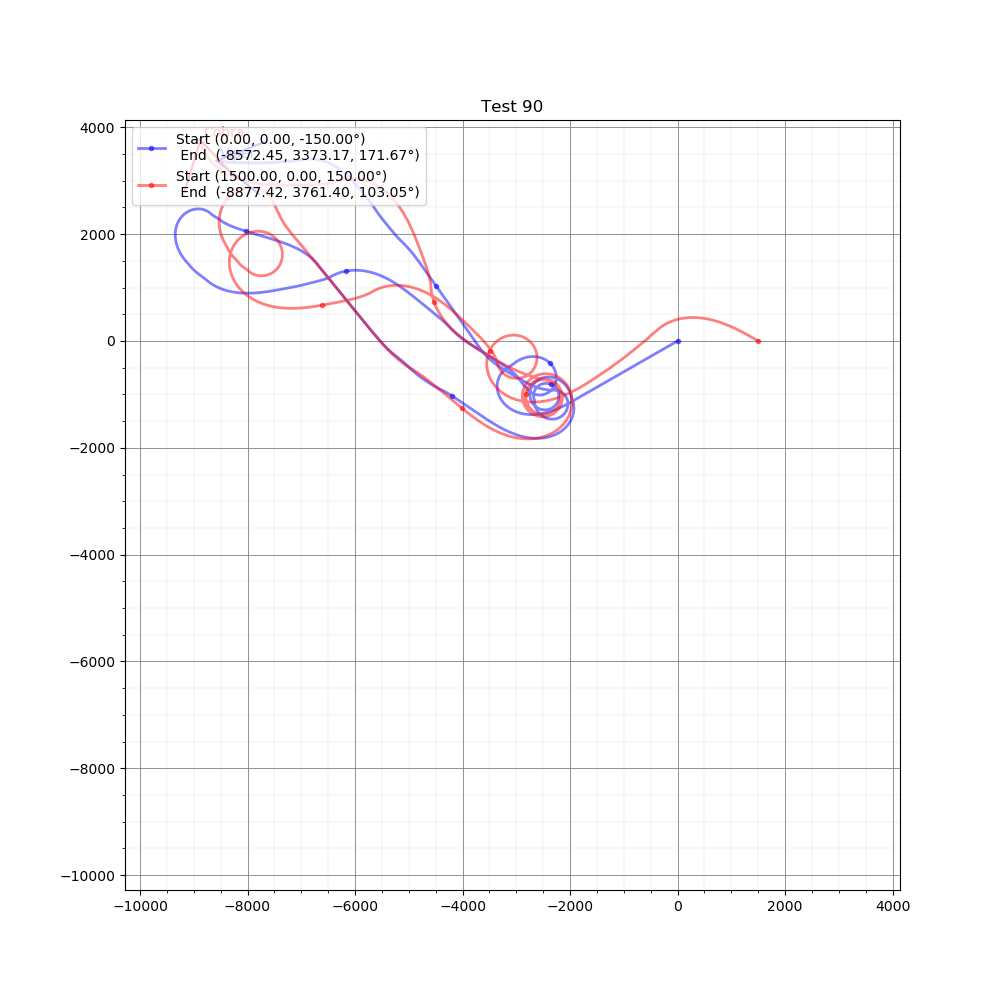 Test 90
Cobra
Start (0.00, 0.00, -150.00°)
End (-8572.45, 3373.17, 171.67°)
Start (1500.00, 0.00, 150.00°)
End (-8877.42, 3761.40, 103.05°)
4000
2000
0
−2000
−4000
−6000
−8000
−10000
−10000 −8000 −6000 −4000 −2000 0 2000 4000